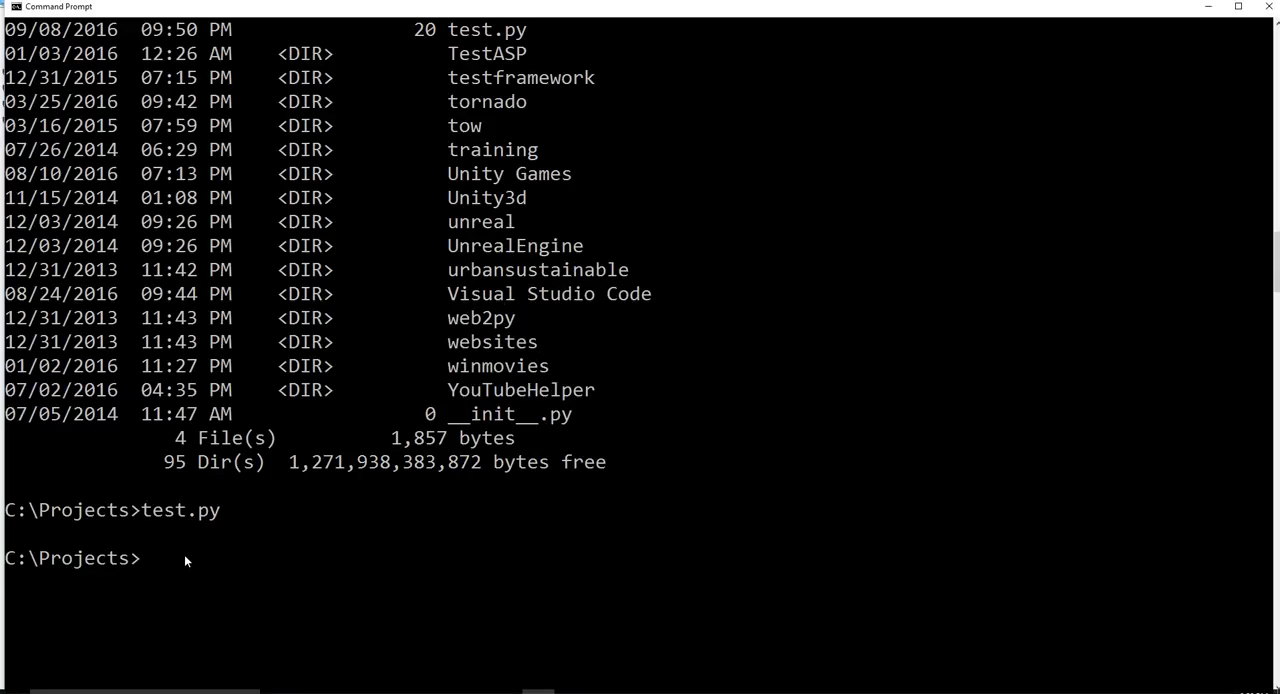 Command Prompt
09/08/2016  09:50 PM                20 test.py
01/03/2016  12:26 AM    <DIR>          TestASP
12/31/2015  07:15 PM    <DIR>          testframework
03/25/2016  09:42 PM    <DIR>          tornado
03/16/2015  07:59 PM    <DIR>          tow
07/26/2014  06:29 PM    <DIR>          training
08/10/2016  07:13 PM    <DIR>          Unity Games
11/15/2014  01:08 PM    <DIR>          Unity3d
12/03/2014  09:26 PM    <DIR>          unreal
12/03/2014  09:26 PM    <DIR>          UnrealEngine
12/31/2013  11:42 PM    <DIR>          urbansustainable
08/24/2016  09:44 PM    <DIR>          Visual Studio Code
12/31/2013  11:43 PM    <DIR>          web2py
12/31/2013  11:43 PM    <DIR>          websites
01/02/2016  11:27 PM    <DIR>          winmovies
07/02/2016  04:35 PM    <DIR>          YouTubeHelper
07/05/2014  11:47 AM                 0 __init__.py
4 File(s)          1,857 bytes
95 Dir(s)  1,271,938,383,872 bytes free
C:\Projects>test.py
C:\Projects>